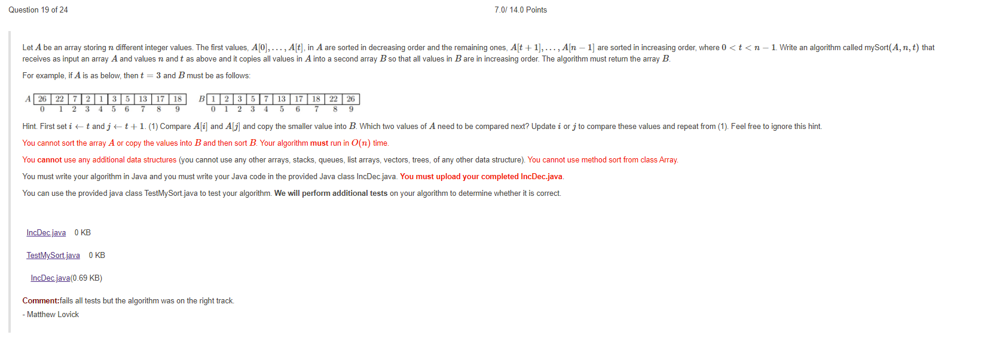 Question 19 of 24
7.0/ 14.0 Points
Let A be an array storing n different integer values. The first values, A[0], . . . , A[t], in A are sorted in decreasing order and the remaining ones, A[t + 1], . . . , A[n − 1] are sorted in increasing order, where 0 < t < n − 1. Write an algorithm called mySort(A, n, t) that
receives as input an array A and values n and t as above and it copies all values in A into a second array B so that all values in B are in increasing order. The algorithm must return the array B.
For example, if A is as below, then t = 3 and B must be as follows:
A 26 22 7 2 1 3 5 13 17 18 B 1 2 3 5 7 13 17 18 22 26
0 1 2 3 4 5 6 7 8 9 0 1 2 3 4 5 6 7 8 9
Hint. First set i ← t and j ← t + 1. (1) Compare A[i] and A[j] and copy the smaller value into B. Which two values of A need to be compared next? Update i or j to compare these values and repeat from (1). Feel free to ignore this hint.
You cannot sort the array A or copy the values into B and then sort B. Your algorithm must run in O(n) time.
You cannot use any additional data structures (you cannot use any other arrays, stacks, queues, list arrays, vectors, trees, of any other data structure). You cannot use method sort from class Array.
You must write your algorithm in Java and you must write your Java code in the provided Java class IncDec.java. You must upload your completed IncDec.java.
You can use the provided java class TestMySort.java to test your algorithm. We will perform additional tests on your algorithm to determine whether it is correct.
IncDec.java 0 KB
TestMySort.java 0 KB
IncDec.java(0.69 KB)
Comment:fails all tests but the algorithm was on the right track.
- Matthew Lovick